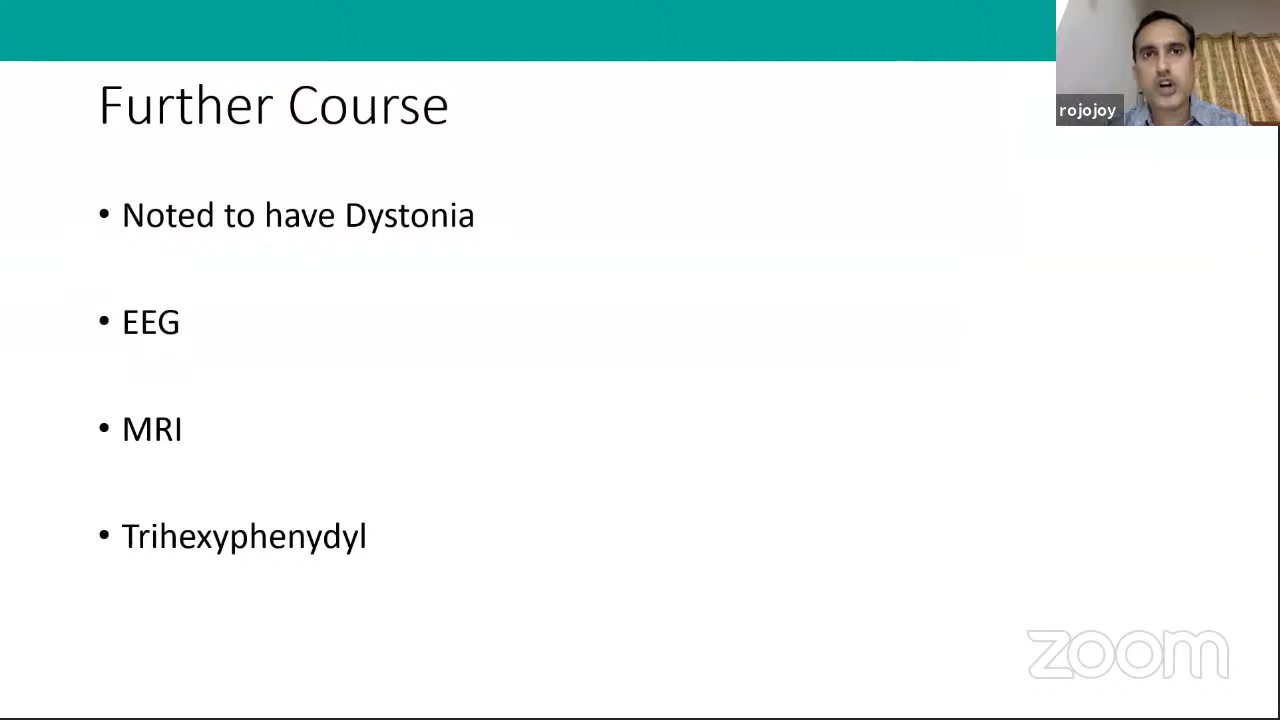 Further Course
rojojoy
• Noted to have Dystonia
• EEG
• MRI
• Trihexyphenydyl
zoom